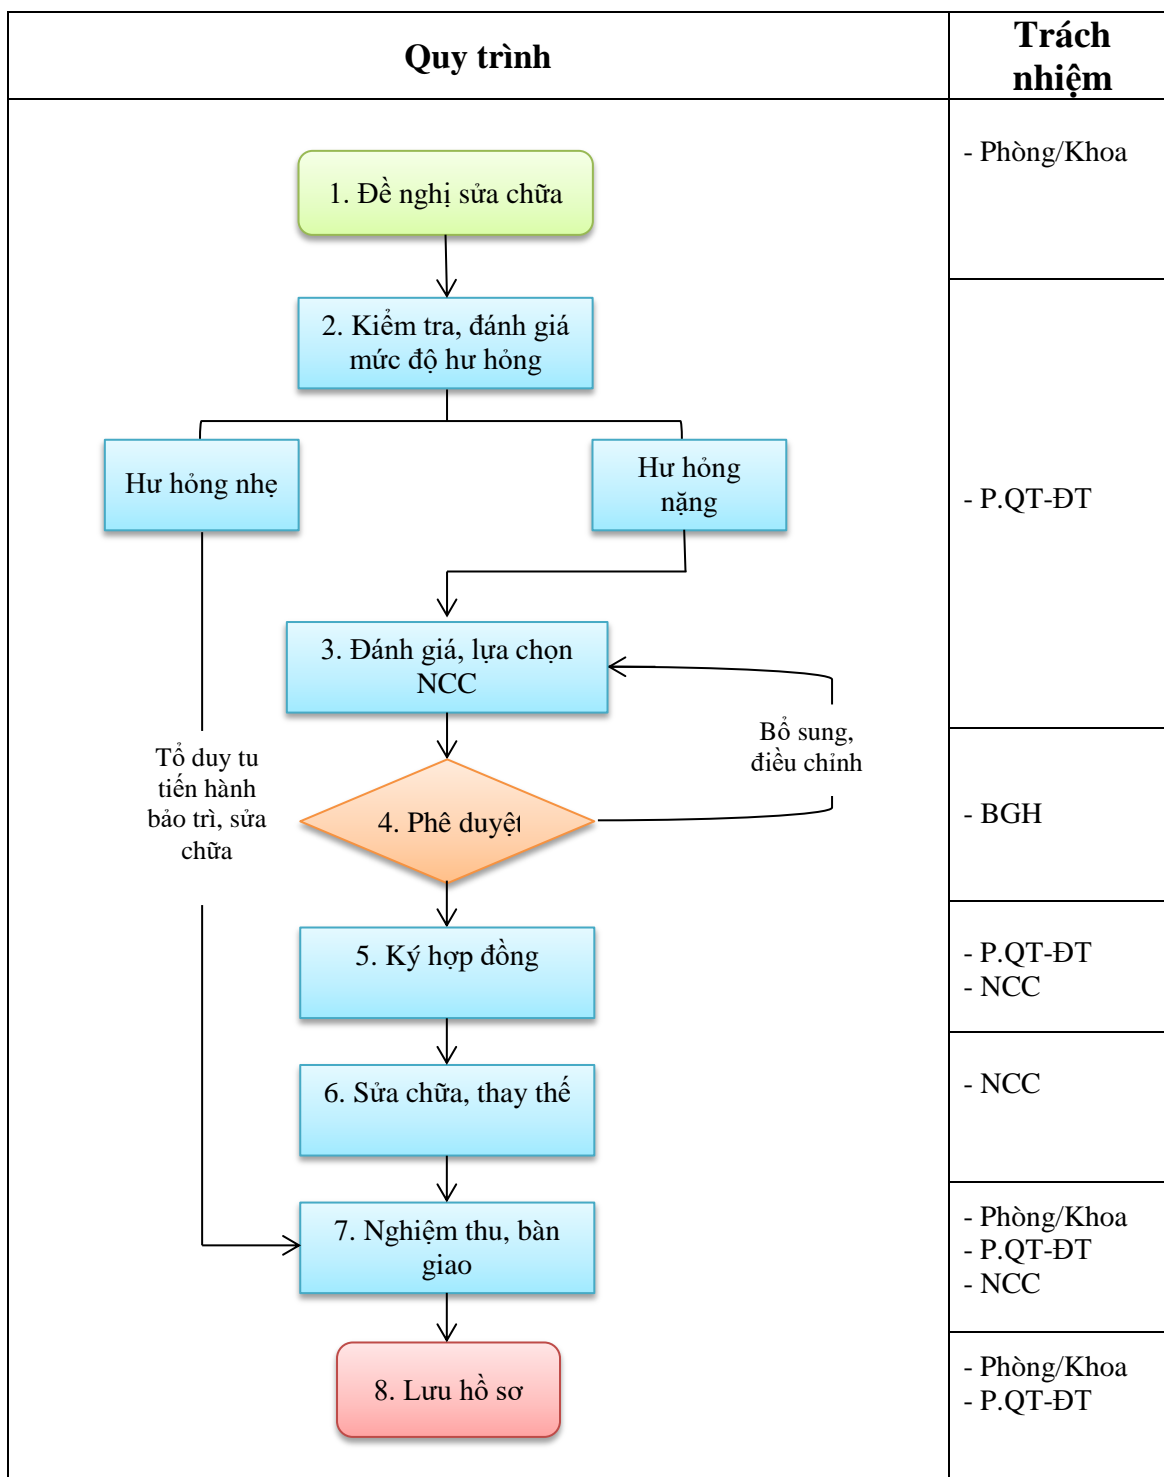 Quy trình
Trách
nhiệm
1. Đề nghị sửa chữa
- Phòng/Khoa
2. Kiểm tra, đánh giá
mức độ hư hỏng
Hư hỏng nhẹ
Hư hỏng
nặng
- P.QT-ĐT
3. Đánh giá, lựa chọn
NCC
Bổ sung,
điều chỉnh
Tổ duy tu
tiến hành
bảo trì, sửa
chữa
4. Phê duyệt
- BGH
5. Ký hợp đồng
- P.QT-ĐT
- NCC
6. Sửa chữa, thay thế
- NCC
7. Nghiệm thu, bàn
giao
- Phòng/Khoa
- P.QT-ĐT
- NCC
8. Lưu hồ sơ
- Phòng/Khoa
- P.QT-ĐT